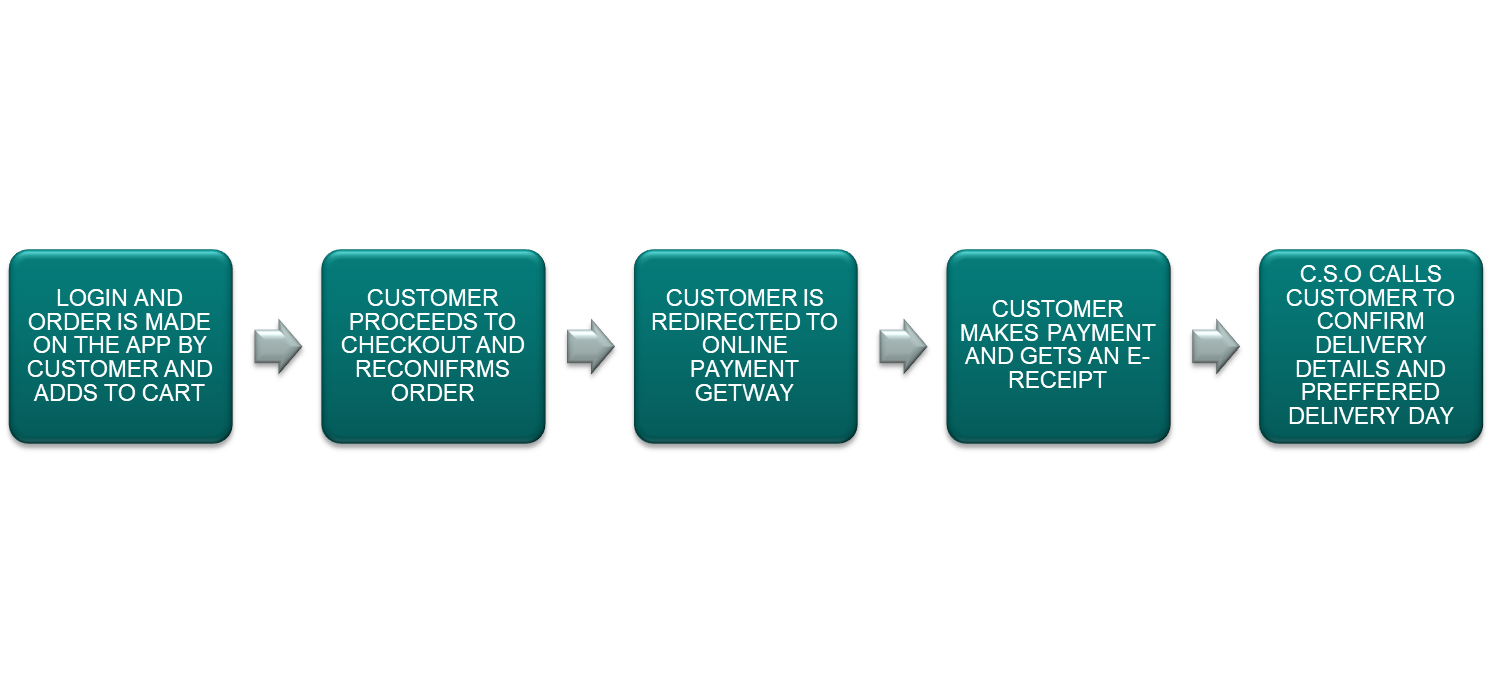 LOGIN AND
ORDER IS MADE
ON THE APP BY
CUSTOMER AND
ADDS TO CART
CUSTOMER
PROCEEDS TO
CHECKOUT AND
RECONIFRMS
ORDER
CUSTOMER IS
REDIRECTED TO
ONLINE
PAYMENT
GETWAY
CUSTOMER
MAKES PAYMENT
AND GETS AN E-
RECEIPT
C.S.O CALLS
CUSTOMER TO
CONFIRM
DELIVERY
DETAILS AND
PREFFERED
DELIVERY DAY